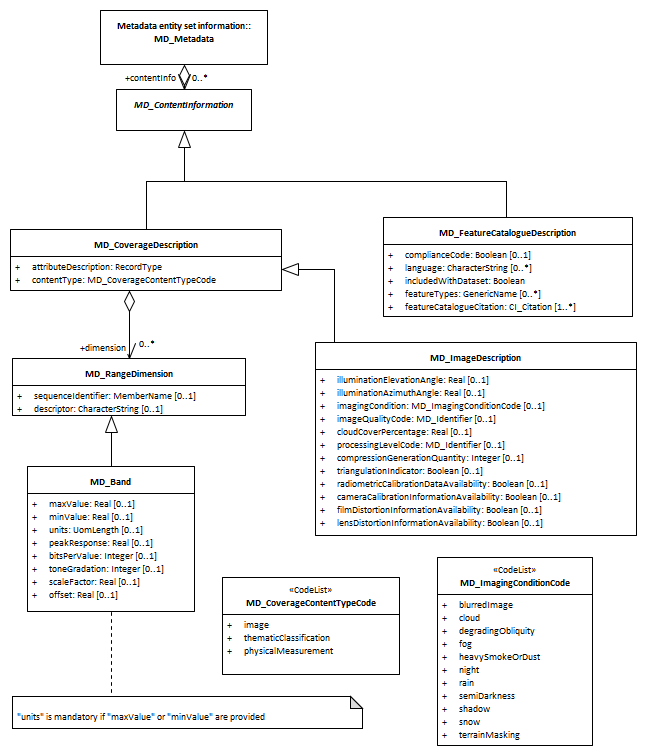 Metadata entity set information::
MD_Metadata
+contentInfo 0..*
MD_ContentInformation
MD_CoverageDescription
+ attributeDescription: RecordType
+ contentType: MD_CoverageContentTypeCode
MD_FeatureCatalogueDescription
+ complianceCode: Boolean [0..1]
+ language: CharacterString [0..*]
+ includedWithDataset: Boolean
+ featureTypes: GenericName [0..*]
+ featureCatalogueCitation: CI_Citation [1..*]
+dimension 0..*
MD_RangeDimension
+ sequenceIdentifier: MemberName [0..1]
+ descriptor: CharacterString [0..1]
MD_ImageDescription
+ illuminationElevationAngle: Real [0..1]
+ illuminationAzimuthAngle: Real [0..1]
+ imagingCondition: MD_ImagingConditionCode [0..1]
+ imageQualityCode: MD_Identifier [0..1]
+ cloudCoverPercentage: Real [0..1]
+ processingLevelCode: MD_Identifier [0..1]
+ compressionGenerationQuantity: Integer [0..1]
+ triangulationIndicator: Boolean [0..1]
+ radiometricCalibrationDataAvailability: Boolean [0..1]
+ cameraCalibrationInformationAvailability: Boolean [0..1]
+ filmDistortionInformationAvailability: Boolean [0..1]
+ lensDistortionInformationAvailability: Boolean [0..1]
MD_Band
+ maxValue: Real [0..1]
+ minValue: Real [0..1]
+ units: UomLength [0..1]
+ peakResponse: Real [0..1]
+ bitsPerValue: Integer [0..1]
+ toneGradation: Integer [0..1]
+ scaleFactor: Real [0..1]
+ offset: Real [0..1]
«CodeList»
MD_CoverageContentTypeCode
+ image
+ thematicClassification
+ physicalMeasurement
«CodeList»
MD_ImagingConditionCode
+ blurredImage
+ cloud
+ degradingObliquity
+ fog
+ heavySmokeOrDust
+ night
+ rain
+ semiDarkness
+ shadow
+ snow
+ terrainMasking
"units" is mandatory if "maxValue" or "minValue" are provided